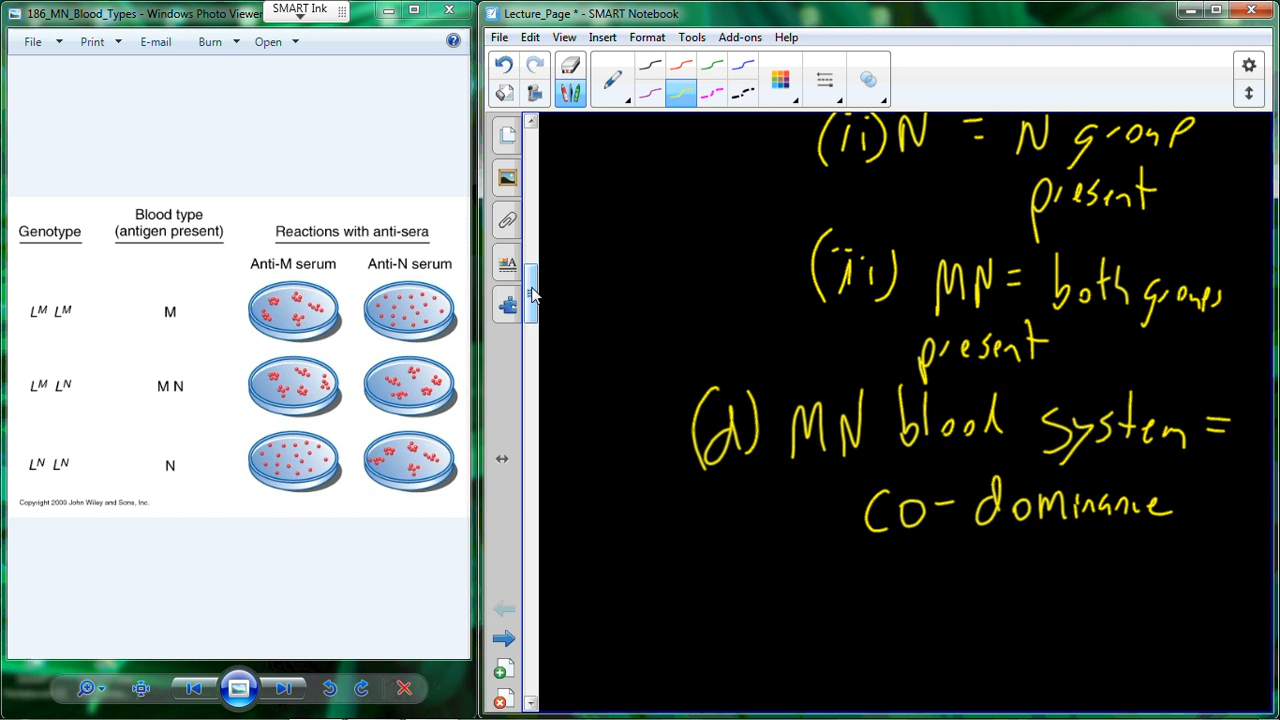 186_MN_Blood_Types - Windows Photo Viewer
SMART Ink
File Print E-mail Burn Open
Genotype
Blood type
(antigen present)
Reactions with anti-sera
Anti-M serum Anti-N serum
Lᴹ Lᴹ M
Lᴹ Lᴺ M N
Lᴺ Lᴺ N
Copyright 2000 John Wiley and Sons, Inc.
Lecture_Page * - SMART Notebook
File Edit View Insert Format Tools Add-ons Help
(ii) N = N group
present
(iii) MN = both groups
present
(d) MN blood system =
co-dominance